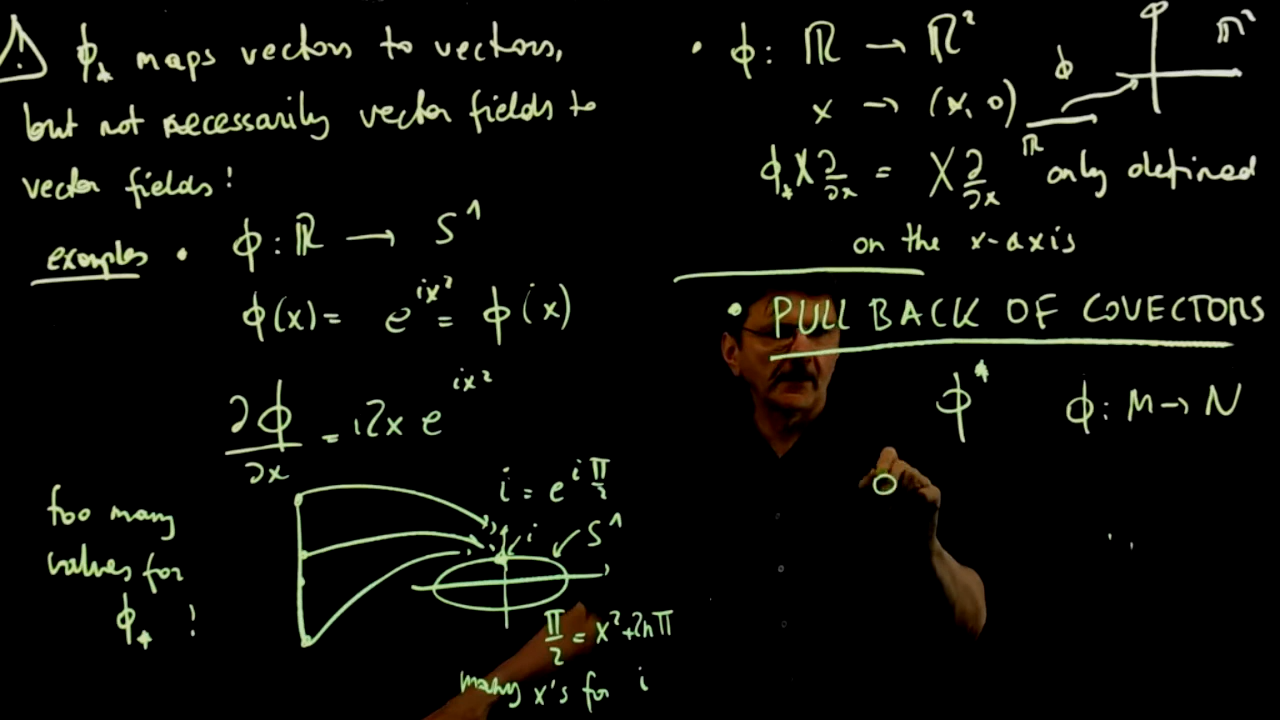 ⚠ ϕ⁎ maps vectors to vectors,
but not necessarily vector fields to
vector fields!
examples • ϕ: ℝ → S¹
ϕ(x) = e^{ix²} = ϕ(x)
∂ϕ/∂x = i2x e^{ix²}
too many
values for
ϕ⁎ !
i = e^{iπ/2}
i
S¹
π/2 = x² + 2nπ
many x's for i
• ϕ: ℝ → ℝ²
x → (x, 0)
ϕ
ℝ
ℝ²
ϕ⁎ X ∂/∂x = X ∂/∂x only defined
on the x-axis
• PULL BACK OF COVECTORS
ϕ* ϕ: M → N